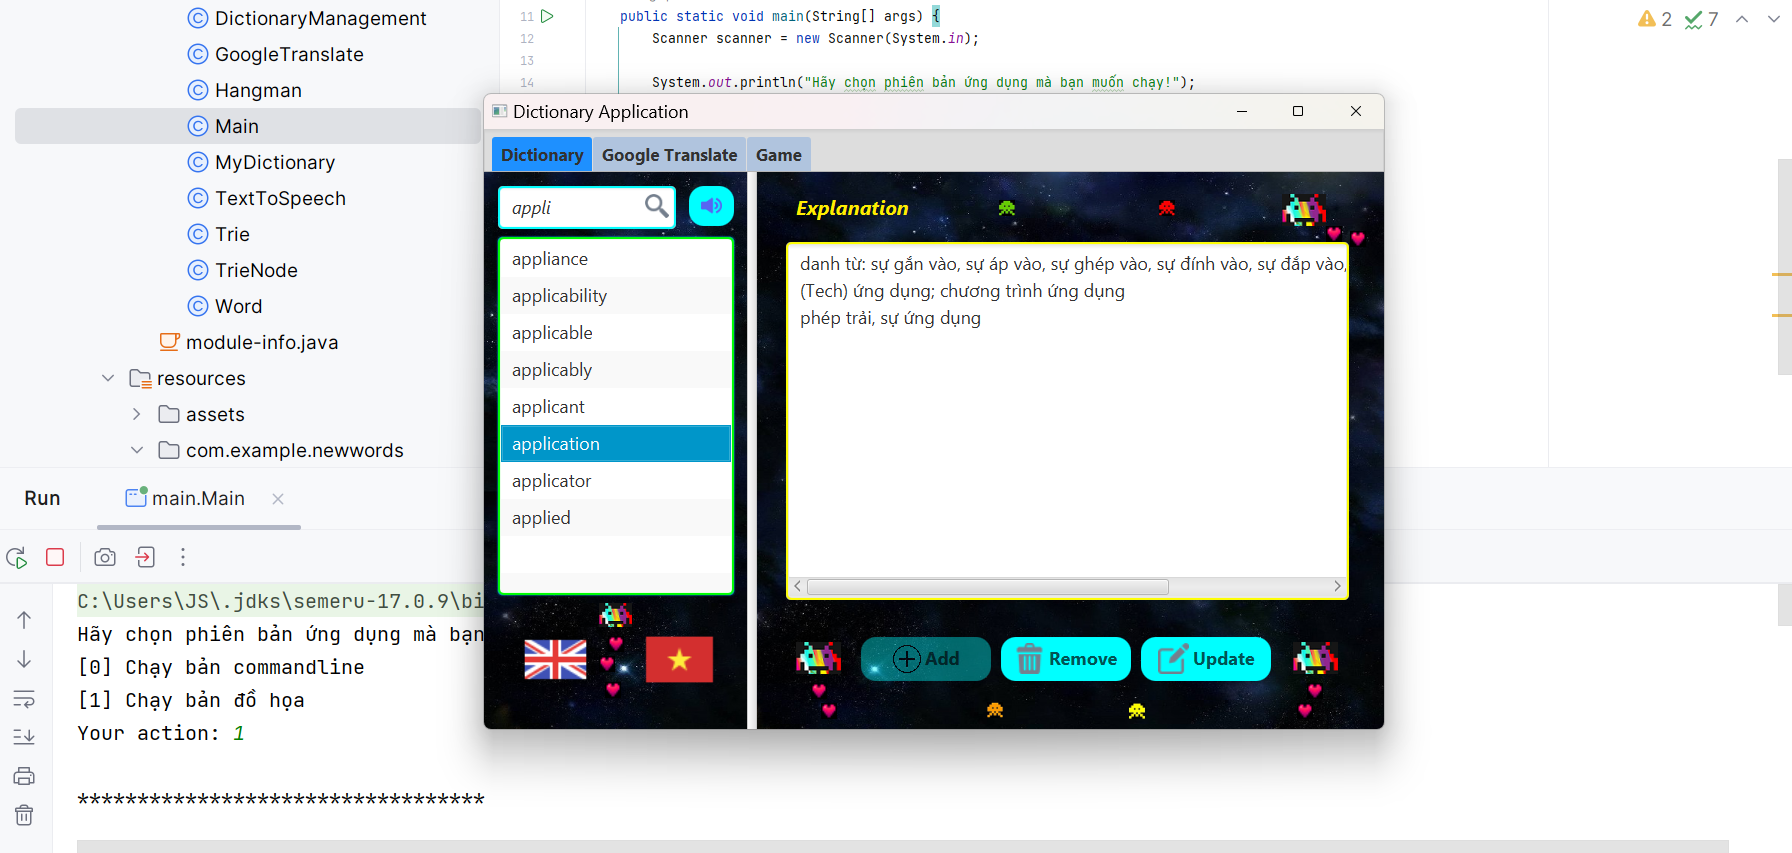 DictionaryManagement
GoogleTranslate
Hangman
Main
MyDictionary
TextToSpeech
Trie
TrieNode
Word
module-info.java
resources
assets
com.example.newwords
11 public static void main(String[] args) {
12 Scanner scanner = new Scanner(System.in);
13
14 System.out.println("Hãy chọn phiên bản ứng dụng mà bạn muốn chạy!");
2 7
Dictionary Application
Dictionary Google Translate Game
appli
appliance
applicability
applicable
applicably
applicant
application
applicator
applied
Explanation
danh từ: sự gắn vào, sự áp vào, sự ghép vào, sự đính vào, sự đắp vào,
(Tech) ứng dụng; chương trình ứng dụng
phép trải, sự ứng dụng
Add Remove Update
Run main.Main
C:\Users\JS\.jdks\semeru-17.0.9\bi
Hãy chọn phiên bản ứng dụng mà bạn
[0] Chạy bản commandline
[1] Chạy bản đồ họa
Your action: 1
**********************************